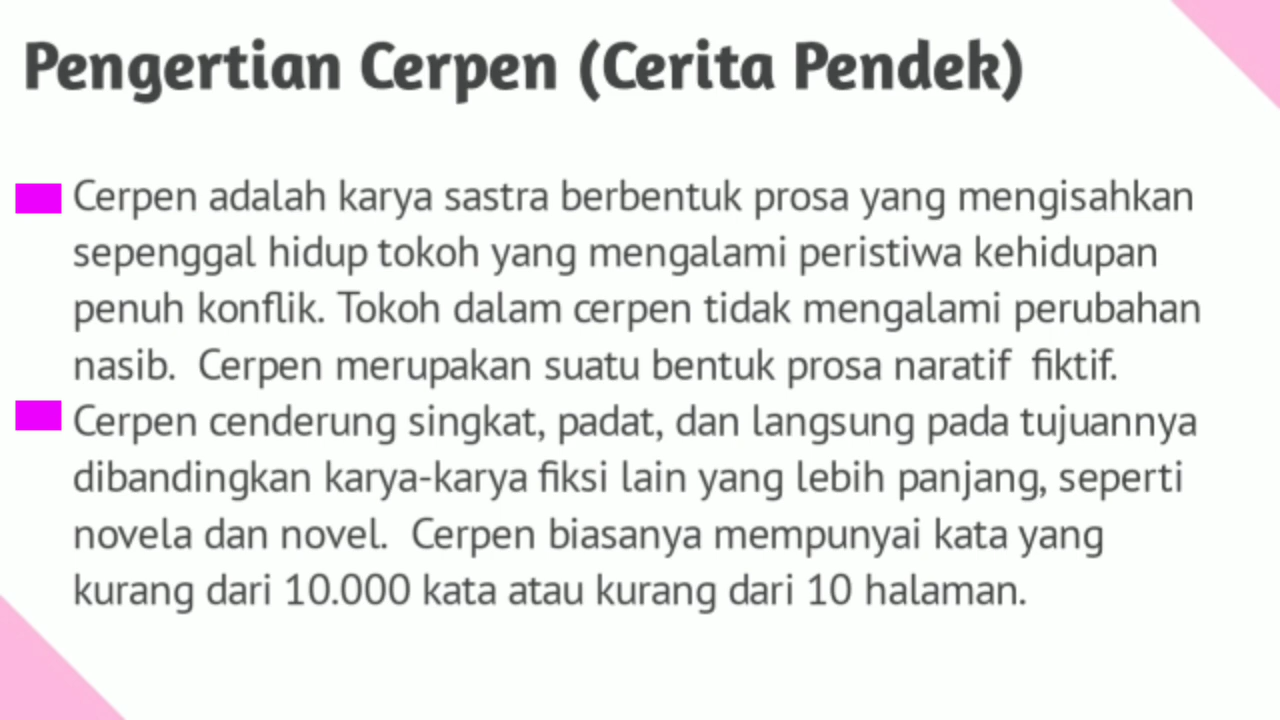 Pengertian Cerpen (Cerita Pendek)
Cerpen adalah karya sastra berbentuk prosa yang mengisahkan
sepenggal hidup tokoh yang mengalami peristiwa kehidupan
penuh konflik. Tokoh dalam cerpen tidak mengalami perubahan
nasib. Cerpen merupakan suatu bentuk prosa naratif fiktif.
Cerpen cenderung singkat, padat, dan langsung pada tujuannya
dibandingkan karya-karya fiksi lain yang lebih panjang, seperti
novela dan novel. Cerpen biasanya mempunyai kata yang
kurang dari 10.000 kata atau kurang dari 10 halaman.